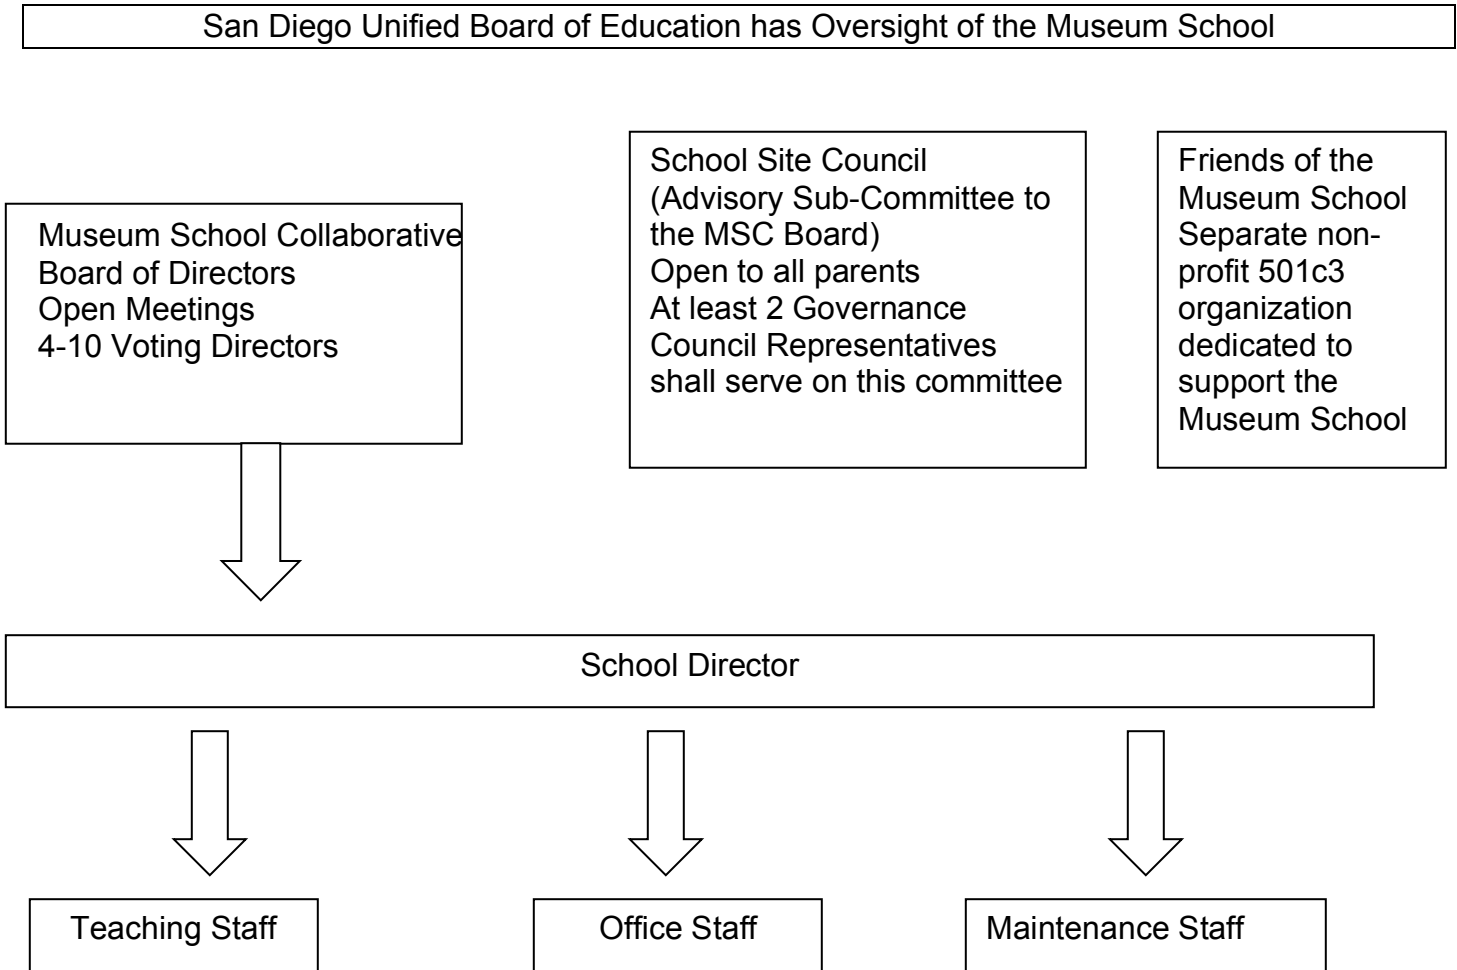 San Diego Unified Board of Education has Oversight of the Museum School
Museum School Collaborative
Board of Directors
Open Meetings
4-10 Voting Directors
School Site Council
(Advisory Sub-Committee to
the MSC Board)
Open to all parents
At least 2 Governance
Council Representatives
shall serve on this committee
Friends of the
Museum School
Separate non-
profit 501c3
organization
dedicated to
support the
Museum School
School Director
Teaching Staff
Office Staff
Maintenance Staff